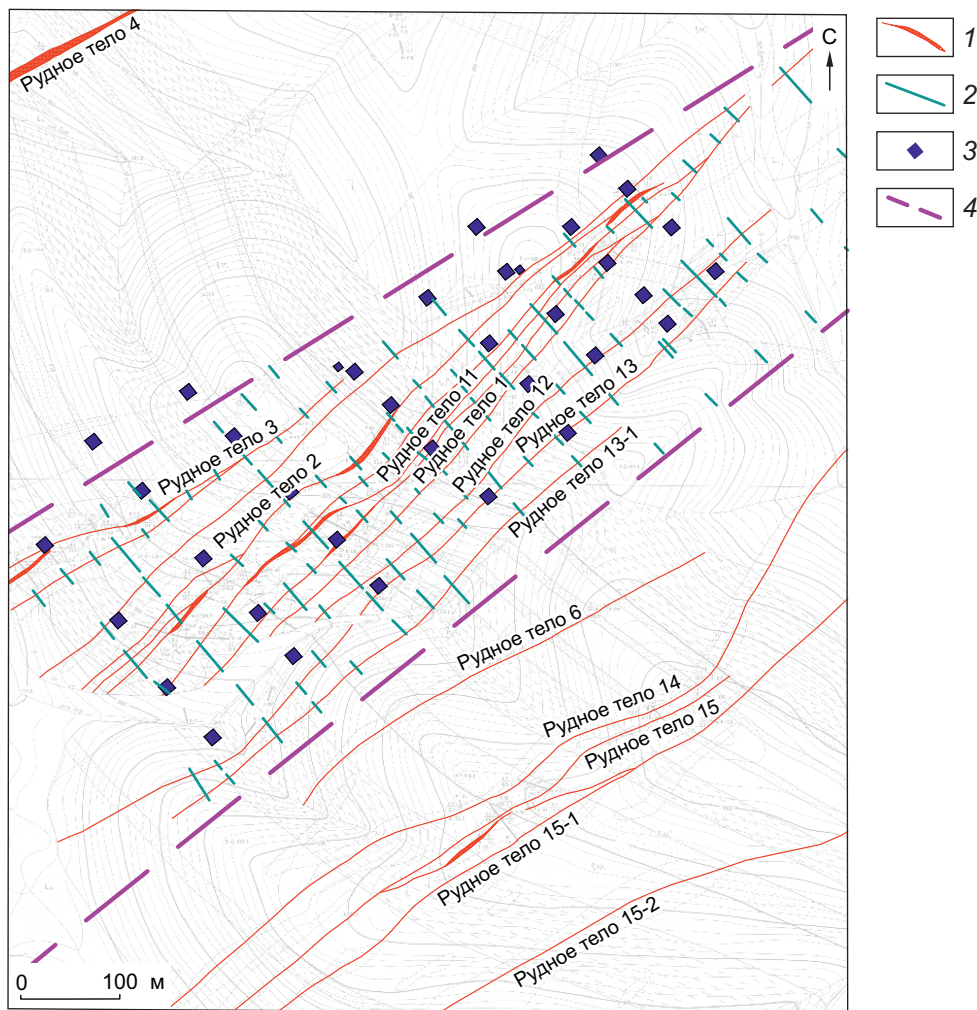 Рудное тело 4
С
1
2
3
4
Рудное тело 3
Рудное тело 2
Рудное тело 11
Рудное тело 1
Рудное тело 12
Рудное тело 13
Рудное тело 13-1
Рудное тело 6
Рудное тело 14
Рудное тело 15
Рудное тело 15-1
Рудное тело 15-2
0 100 м